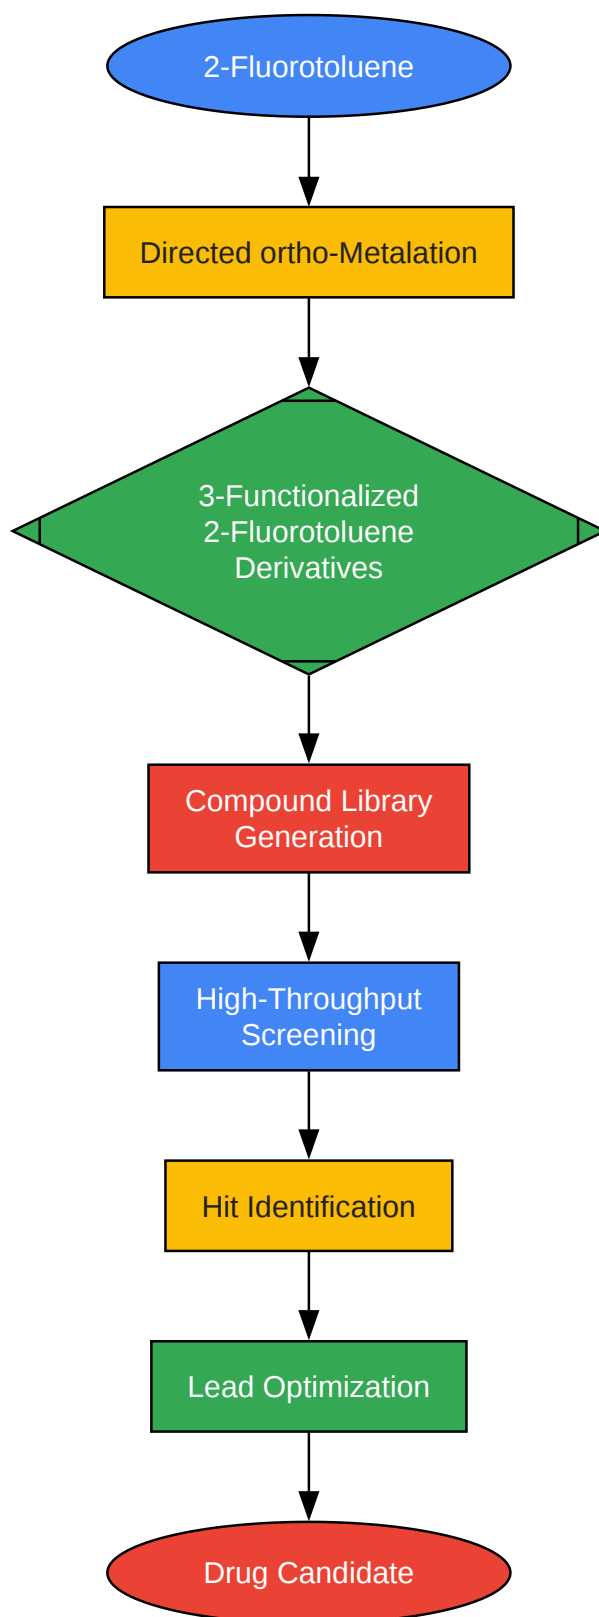 2-Fluorotoluene
Directed ortho-Metalation
3-Functionalized
2-Fluorotoluene
Derivatives
Compound Library
Generation
High-Throughput
Screening
Hit Identification
Lead Optimization
Drug Candidate